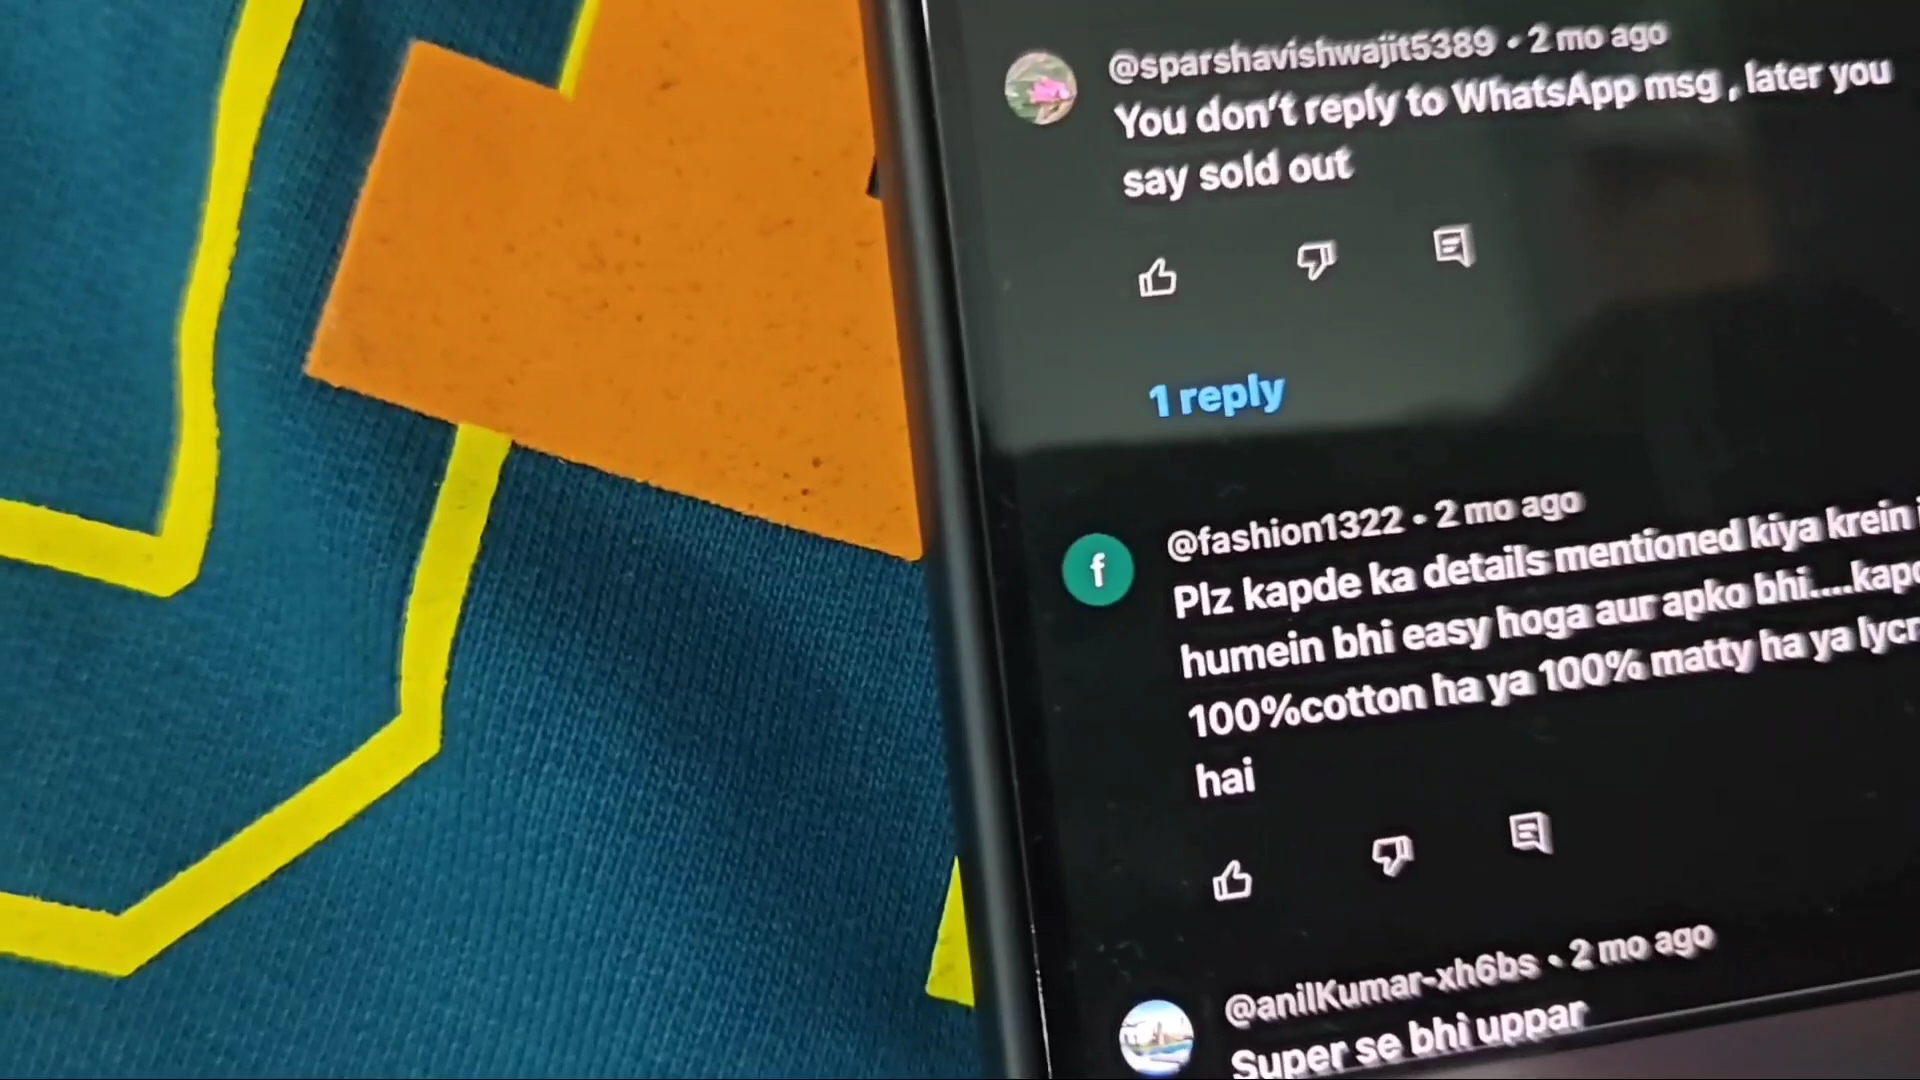 @sparshavishwajit5389 • 2 mo ago
You don't reply to WhatsApp msg , later you
say sold out
1 reply
f
@fashion1322 • 2 mo ago
Plz kapde ka details mentioned kiya krein
humein bhi easy hoga aur apko bhi....
100%cotton ha ya 100% matty ha ya
hai
@anilKumar-xh6bs • 2 mo ago
Super se bhi uppar